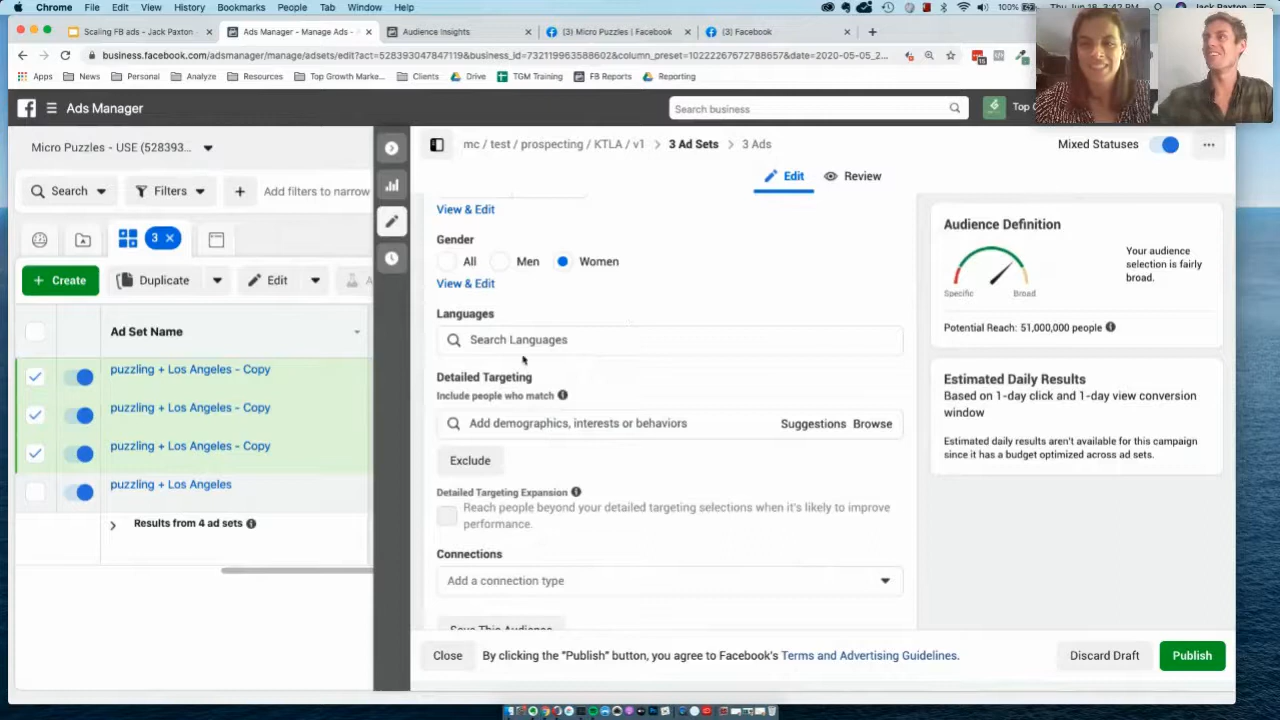 Chrome File Edit View History Bookmarks People Tab Window Help 100%
Scaling FB ads - Jack Paxton
Ads Manager - Manage Ads -
Audience Insights
(3) Micro Puzzles | Facebook
(3) Facebook
business.facebook.com/adsmanager/manage/adsets/edit?act=528393047847119&business_id=732119963588602&column_preset=10222267672788657&date=2020-05-05_2...
Apps News Personal Analyze Resources Top Growth Marke... Clients Drive TGM Training FB Reports Reporting
Ads Manager
Search business
Micro Puzzles - USE (528393...
mc / test / prospecting / KTLA / v1
3 Ad Sets
3 Ads
Mixed Statuses
Search
Filters
Add filters to narrow
Edit
Review
3
Create
Duplicate
Edit
Ad Set Name
puzzling + Los Angeles - Copy
puzzling + Los Angeles - Copy
puzzling + Los Angeles - Copy
puzzling + Los Angeles
Results from 4 ad sets
View & Edit
Gender
All Men Women
View & Edit
Languages
Search Languages
Detailed Targeting
Include people who match
Add demographics, interests or behaviors Suggestions Browse
Exclude
Detailed Targeting Expansion
Reach people beyond your detailed targeting selections when it's likely to improve
performance.
Connections
Add a connection type
Save This Audience
Audience Definition
Your audience
selection is fairly
broad.
Specific Broad
Potential Reach: 51,000,000 people
Estimated Daily Results
Based on 1-day click and 1-day view conversion
window
Estimated daily results aren't available for this campaign
since it has a budget optimized across ad sets.
Close
By clicking the "Publish" button, you agree to Facebook's Terms and Advertising Guidelines.
Discard Draft
Publish